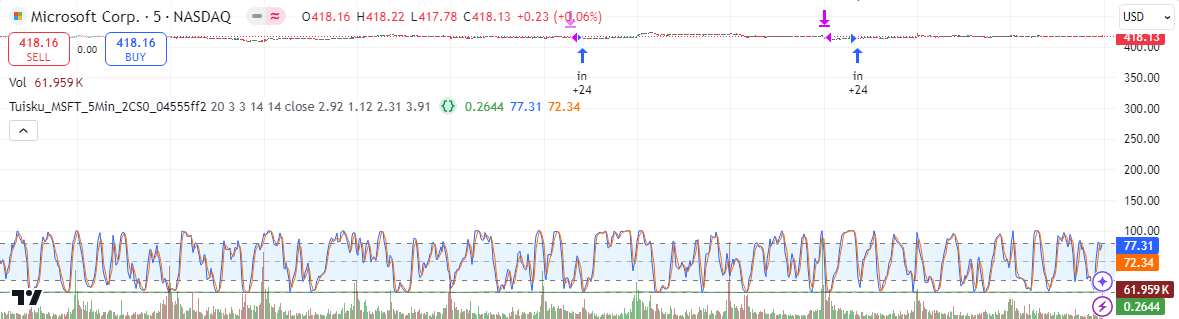 Microsoft Corp. · 5 · NASDAQ O418.16 H418.22 L417.78 C418.13 +0.23 (+0.06%)
USD
418.16 SELL
0.00
418.16 BUY
418.13
400.00
in
+24
in
+24
350.00
Vol 61.959 K
Tuisku_MSFT_5Min_2CS0_04555ff2 20 3 3 14 14 close 2.92 1.12 2.31 3.91 {} 0.2644 77.31 72.34
300.00
250.00
200.00
150.00
100.00
77.31
72.34
61.959 K
0.2644